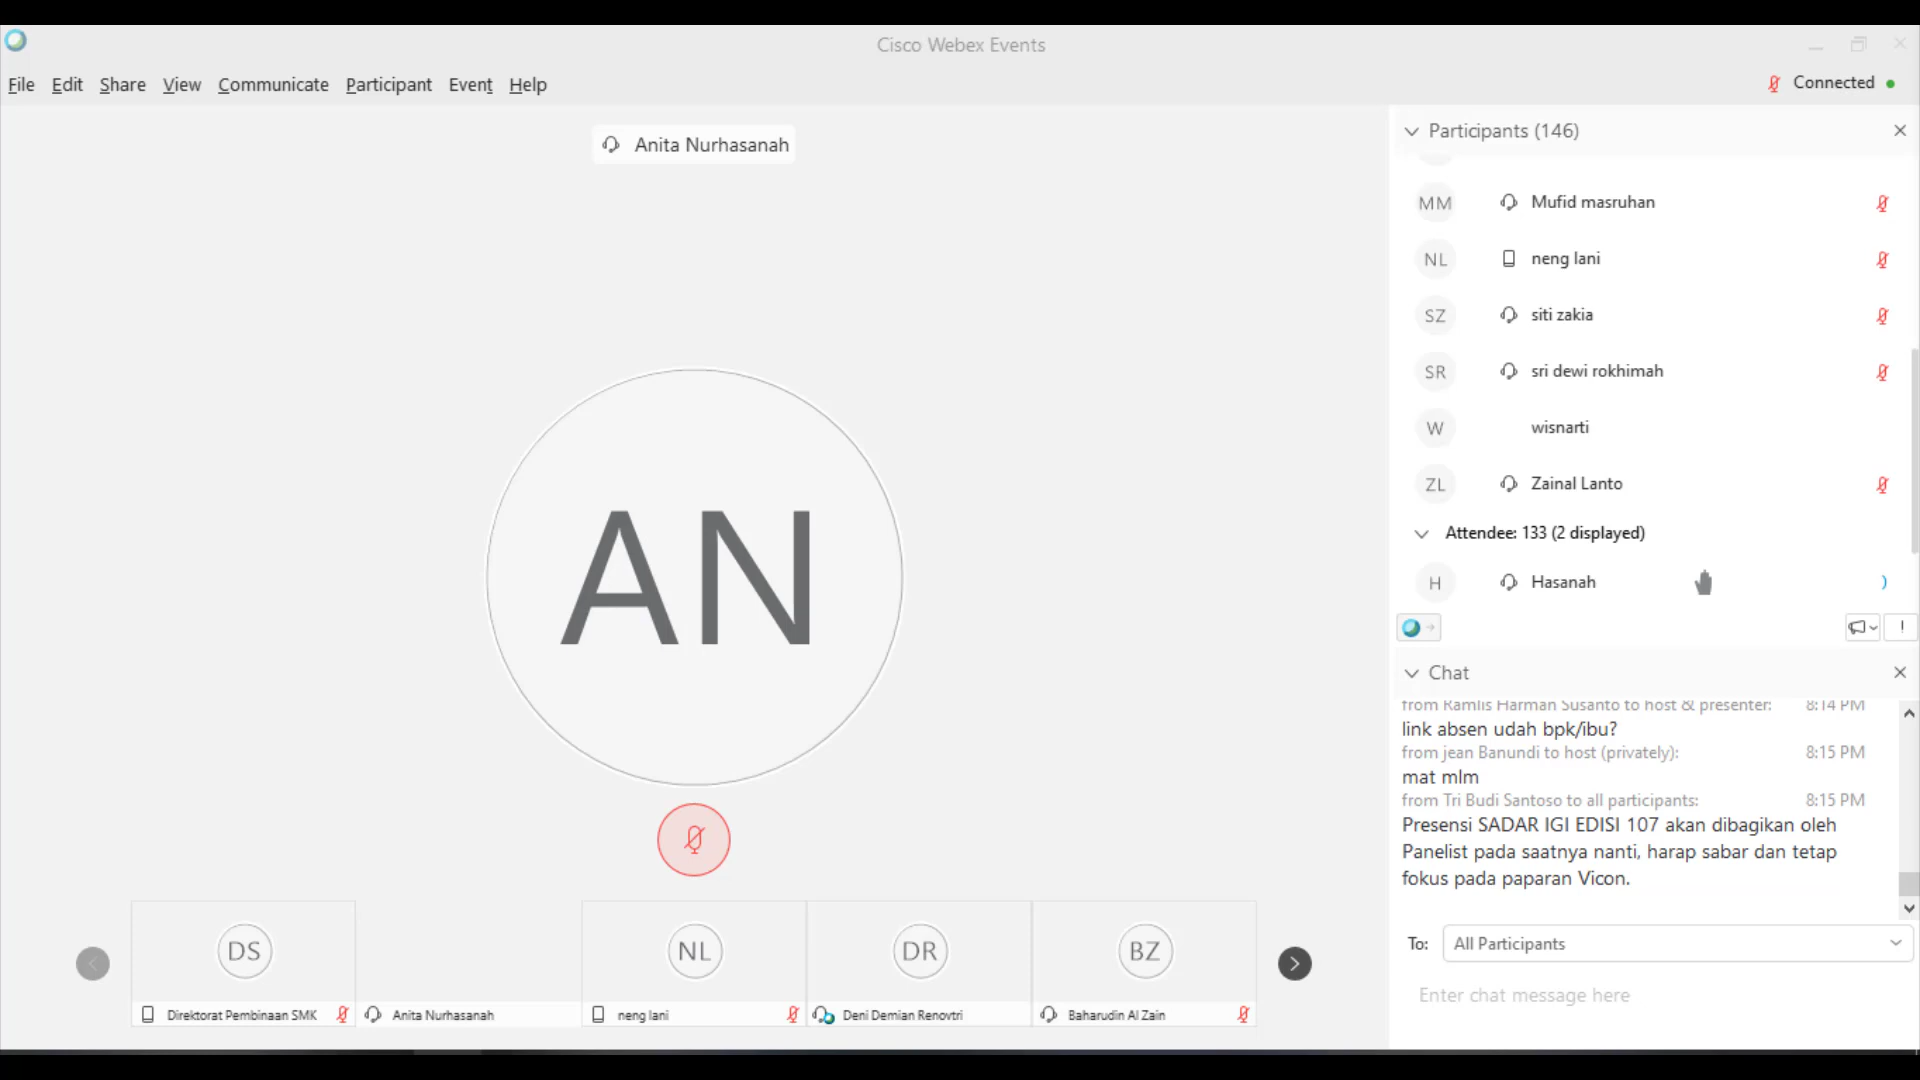 Cisco Webex Events
File Edit Share View Communicate Participant Event Help
Connected
Anita Nurhasanah
AN
DS
Direktorat Pembinaan SMK
Anita Nurhasanah
NL
neng lani
DR
Deni Demian Renovtri
BZ
Baharudin Al Zain
Participants (146)
MM Mufid masruhan
NL neng lani
SZ siti zakia
SR sri dewi rokhimah
W wisnarti
ZL Zainal Lanto
Attendee: 133 (2 displayed)
H Hasanah
Chat
from Ramlis Harman Susanto to host & presenter: 8:14 PM
link absen udah bpk/ibu?
from jean Banundi to host (privately): 8:15 PM
mat mlm
from Tri Budi Santoso to all participants: 8:15 PM
Presensi SADAR IGI EDISI 107 akan dibagikan oleh
Panelist pada saatnya nanti, harap sabar dan tetap
fokus pada paparan Vicon.
To: All Participants
Enter chat message here